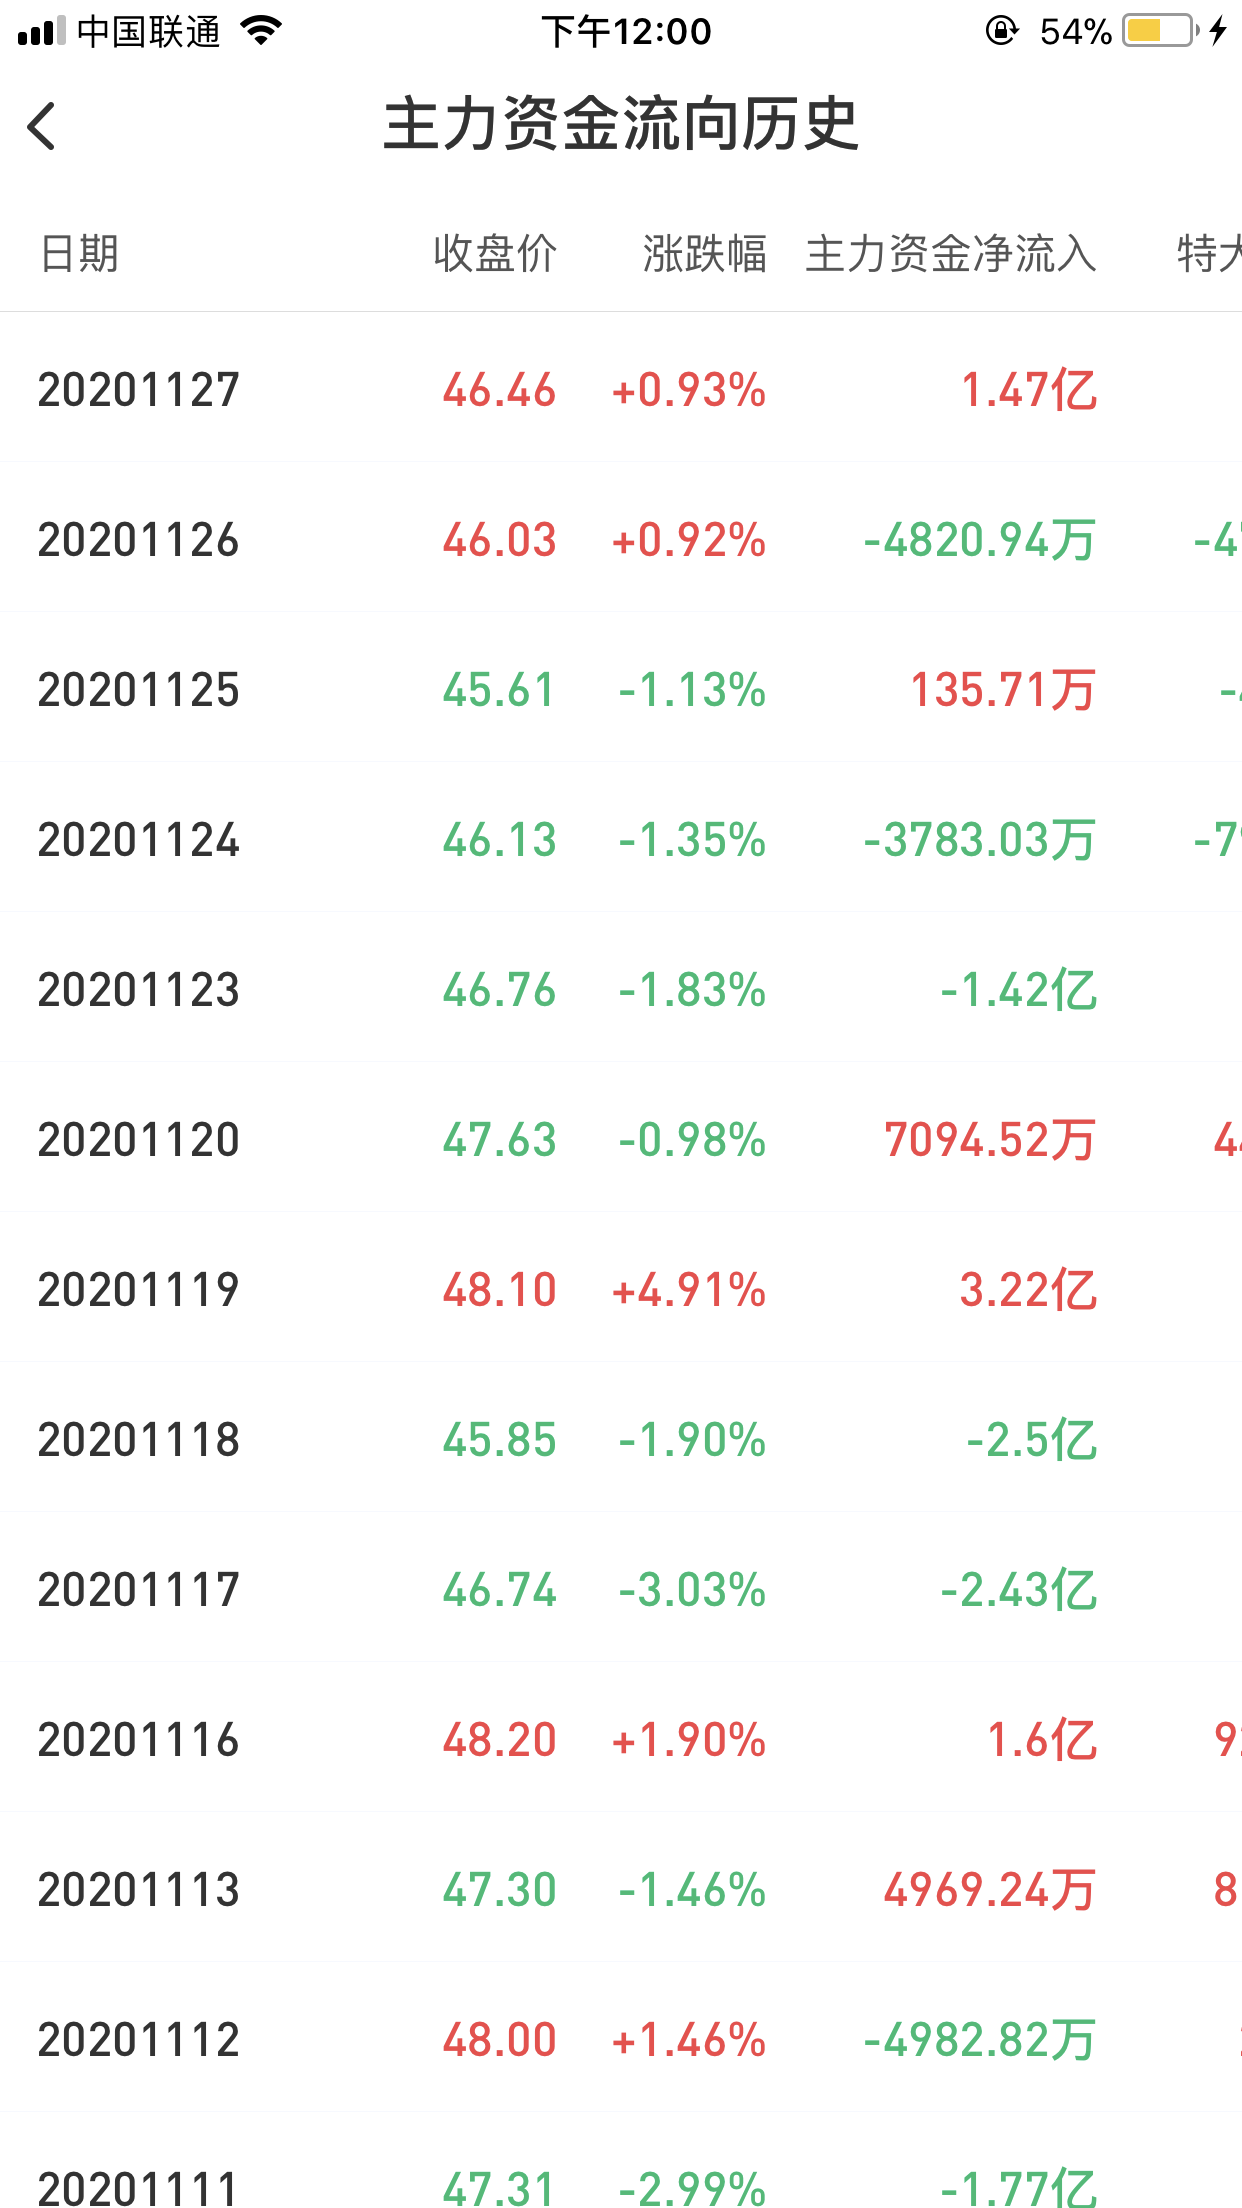 中国联通 下午12:00 54%
主力资金流向历史
日期 收盘价 涨跌幅 主力资金净流入 特
20201127 46.46 +0.93% 1.47亿
20201126 46.03 +0.92% -4820.94万 -4
20201125 45.61 -1.13% 135.71万 -
20201124 46.13 -1.35% -3783.03万 -7
20201123 46.76 -1.83% -1.42亿
20201120 47.63 -0.98% 7094.52万 4
20201119 48.10 +4.91% 3.22亿
20201118 45.85 -1.90% -2.5亿
20201117 46.74 -3.03% -2.43亿
20201116 48.20 +1.90% 1.6亿 9
20201113 47.30 -1.46% 4969.24万 8
20201112 48.00 +1.46% -4982.82万
20201111 47.31 -2.99% -1.77亿